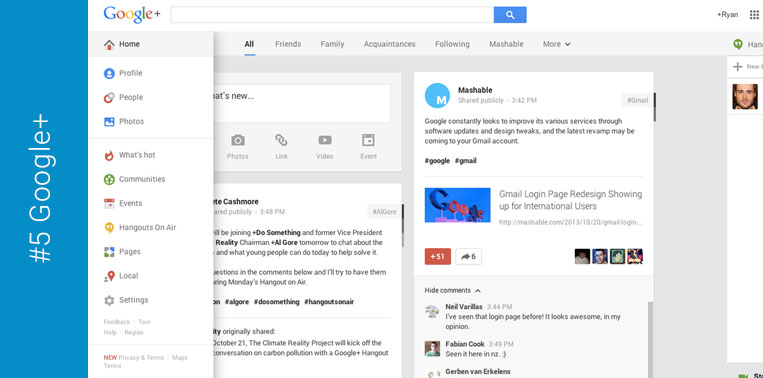 #5 Google+
Google+
+Ryan
Home
Profile
People
Photos
What's hot
Communities
Events
Hangouts On Air
Pages
Local
Settings
Feedback · Tour
Help · Region
NEW Privacy & Terms · Maps
Terms
All Friends Family Acquaintances Following Mashable More
hat's new...
Photos Link Video Event
ete Cashmore
ared publicly · 3:48 PM
#AlGore
ill be joining +Do Something and former Vice President
Reality Chairman +Al Gore tomorrow to chat about the
and what young people can do today to help solve it.
uestions in the comments below and I'll try to have them
uring Monday's Hangout on Air.
on #algore #dosomething #hangoutsonair
ity originally shared:
October 21, The Climate Reality Project will kick off the
conversation on carbon pollution with a Google+ Hangout
M
Mashable
Shared publicly · 3:42 PM
#Gmail
Google constantly looks to improve its various services through
software updates and design tweaks, and the latest revamp may be
coming to your Gmail account.
#google #gmail
Gmail
Gmail Login Page Redesign Showing
up for International Users
http://mashable.com/2013/10/20/gmail-login-...
+51 6
Hide comments
Neil Varillas 3:44 PM
I've seen that login page before! It looks awesome, in my
opinion.
Fabian Cook 3:49 PM
Seen it here in nz. :)
Gerben van Erkelens
Hang
New
Sta